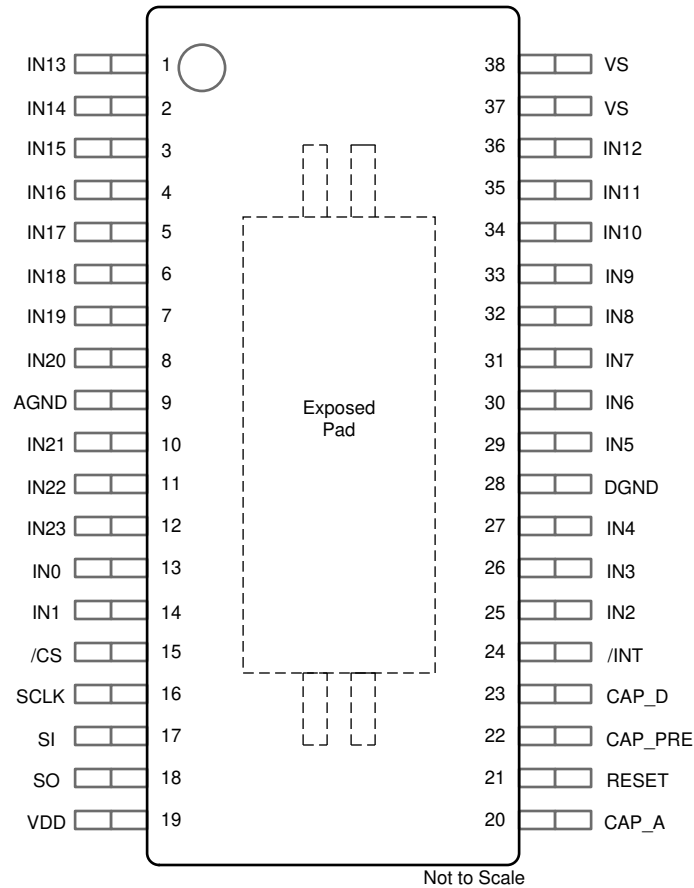 IN13 1 38 VS
IN14 2 37 VS
IN15 3 36 IN12
IN16 4 35 IN11
IN17 5 34 IN10
IN18 6 33 IN9
IN19 7 32 IN8
IN20 8 31 IN7
AGND 9 30 IN6
Exposed
Pad
IN21 10 29 IN5
IN22 11 28 DGND
IN23 12 27 IN4
IN0 13 26 IN3
IN1 14 25 IN2
/CS 15 24 /INT
SCLK 16 23 CAP_D
SI 17 22 CAP_PRE
SO 18 21 RESET
VDD 19 20 CAP_A
Not to Scale